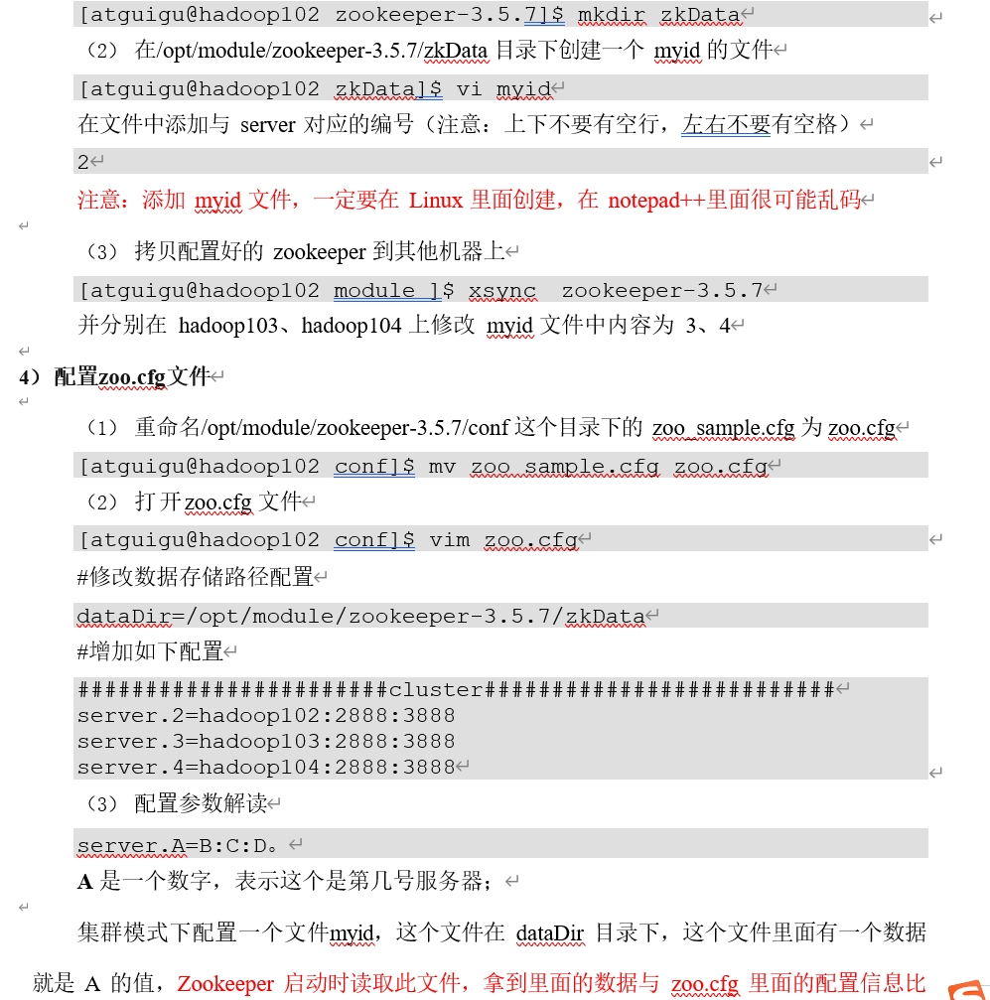 [atguigu@hadoop102 zookeeper-3.5.7]$ mkdir zkData
（2） 在/opt/module/zookeeper-3.5.7/zkData 目录下创建一个 myid 的文件
[atguigu@hadoop102 zkData]$ vi myid
在文件中添加与 server 对应的编号（注意：上下不要有空行，左右不要有空格）
2
注意：添加 myid 文件，一定要在 Linux 里面创建，在 notepad++里面很可能乱码
（3） 拷贝配置好的 zookeeper 到其他机器上
[atguigu@hadoop102 module ]$ xsync  zookeeper-3.5.7
并分别在 hadoop103、hadoop104 上修改 myid 文件中内容为 3、4
4）配置zoo.cfg文件
（1） 重命名/opt/module/zookeeper-3.5.7/conf 这个目录下的 zoo_sample.cfg 为 zoo.cfg
[atguigu@hadoop102 conf]$ mv zoo_sample.cfg zoo.cfg
（2） 打开zoo.cfg 文件
[atguigu@hadoop102 conf]$ vim zoo.cfg
#修改数据存储路径配置
dataDir=/opt/module/zookeeper-3.5.7/zkData
#增加如下配置
#######################cluster##########################
server.2=hadoop102:2888:3888
server.3=hadoop103:2888:3888
server.4=hadoop104:2888:3888
（3） 配置参数解读
server.A=B:C:D。
A 是一个数字，表示这个是第几号服务器；
集群模式下配置一个文件myid，这个文件在 dataDir 目录下，这个文件里面有一个数据
就是 A 的值，Zookeeper 启动时读取此文件，拿到里面的数据与 zoo.cfg 里面的配置信息比